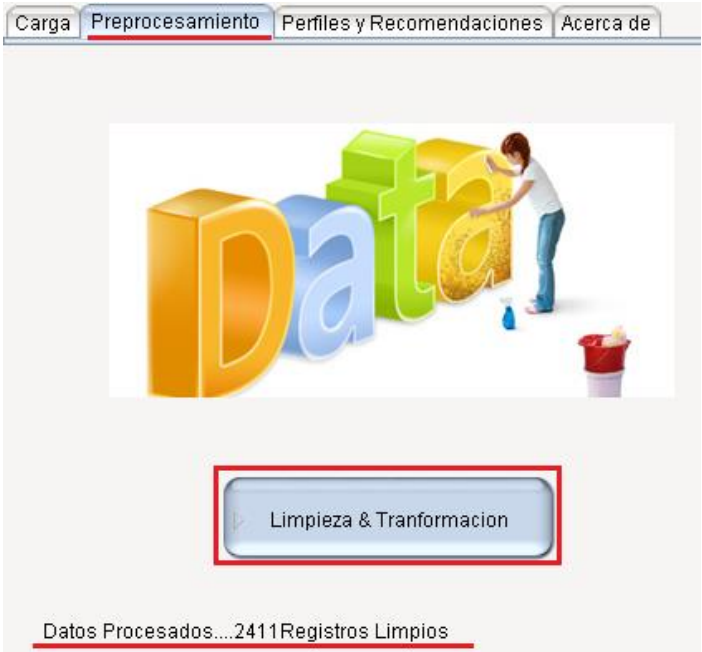 Carga Preprocesamiento Perfiles y Recomendaciones Acerca de
Data
Limpieza & Tranformacion
Datos Procesados....2411Registros Limpios